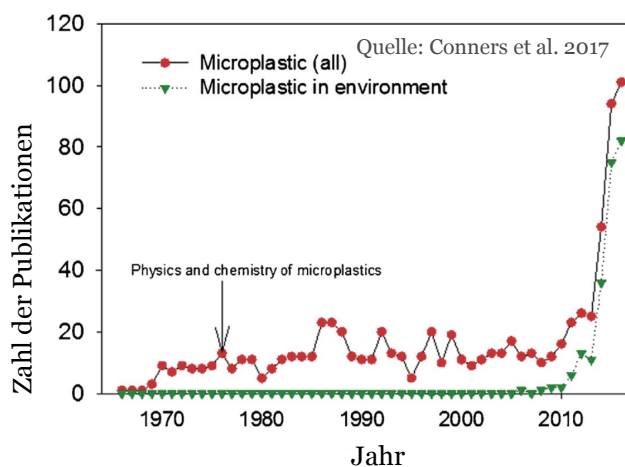 Quelle: Conners et al. 2017
Microplastic (all)
Microplastic in environment
Physics and chemistry of microplastics
Zahl der Publikationen
120
100
80
60
40
20
0
1970 1980 1990 2000 2010
Jahr